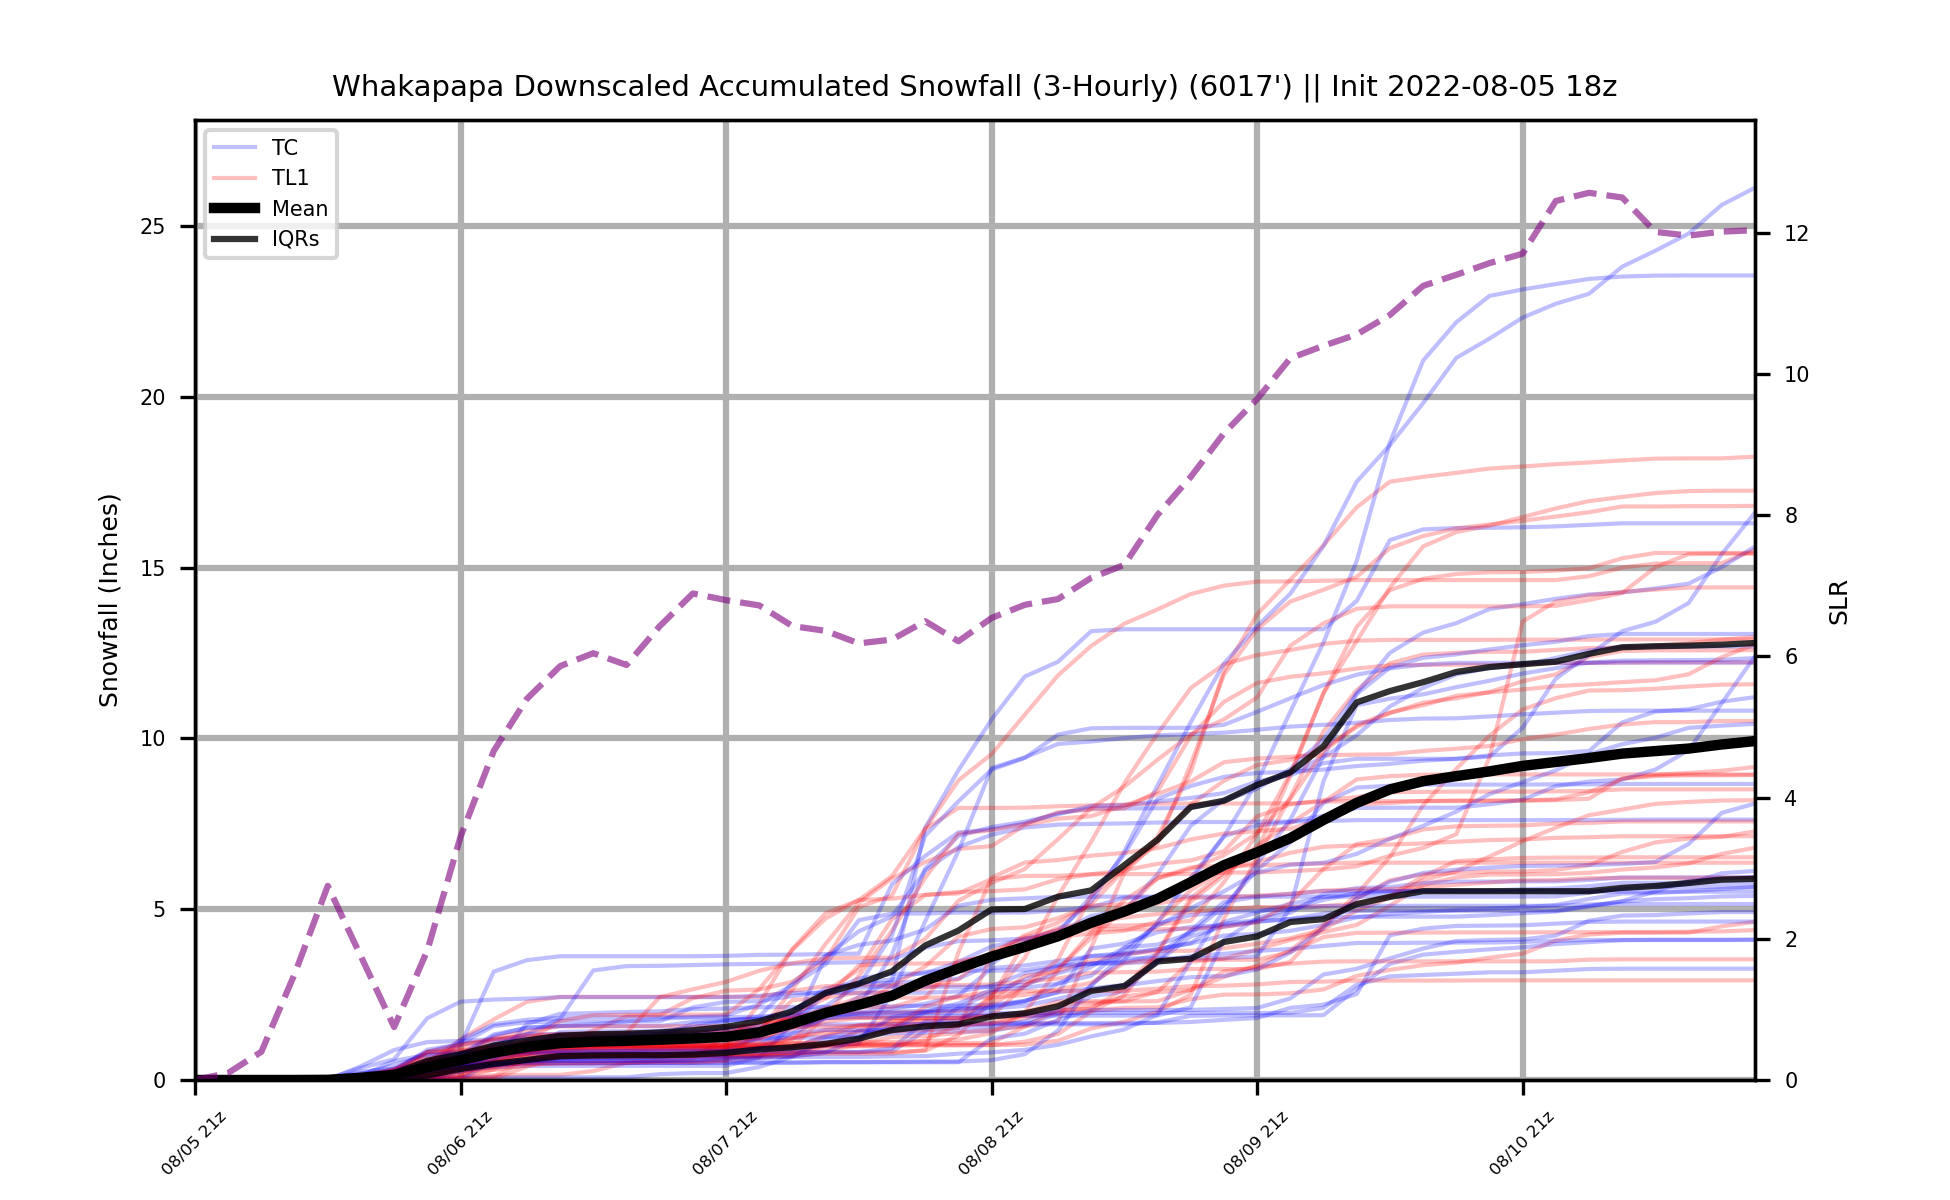 Whakapapa Downscaled Accumulated Snowfall (3-Hourly) (6017') || Init 2022-08-05 18z
TC
TL1
Mean
IQRs
Snowfall (Inches)
25
20
15
10
5
0
12
10
8
6
4
2
0
SLR
08/05 21z
08/06 21z
08/07 21z
08/08 21z
08/09 21z
08/10 21z